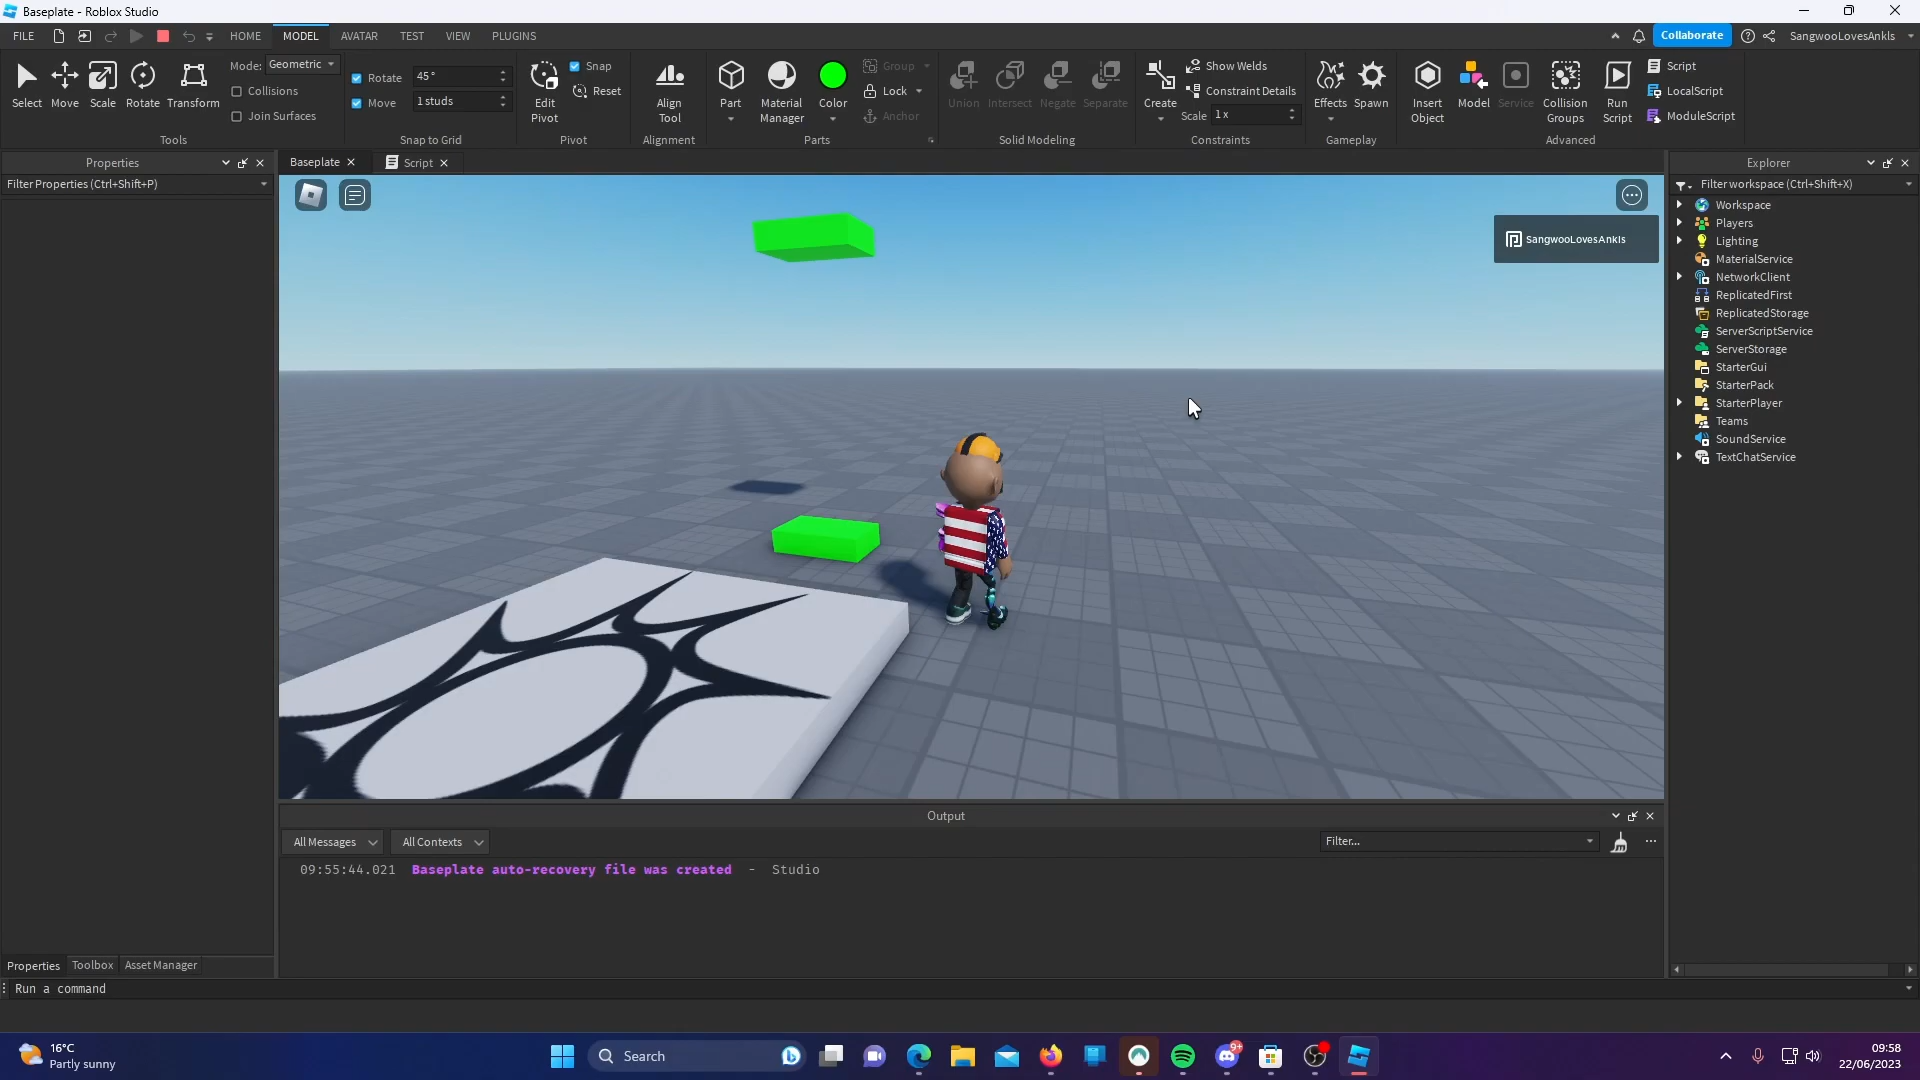 Baseplate - Roblox Studio
FILE HOME MODEL AVATAR TEST VIEW PLUGINS Collaborate SangwooLovesAnkls
Select Move Scale Rotate Transform
Mode: Geometric
Collisions
Join Surfaces
Tools
Rotate 45°
Move 1 studs
Snap to Grid
Edit Pivot
Snap
Reset
Pivot
Align Tool
Alignment
Part
Material Manager
Color
Group
Lock
Anchor
Parts
Union Intersect Negate Separate
Solid Modeling
Create
Show Welds
Constraint Details
Scale 1 x
Constraints
Effects Spawn
Gameplay
Insert Object
Model
Service
Collision Groups
Run Script
Script
LocalScript
ModuleScript
Advanced
Properties
Filter Properties (Ctrl+Shift+P)
Baseplate
Script
SangwooLovesAnkls
Explorer
Filter workspace (Ctrl+Shift+X)
Workspace
Players
Lighting
MaterialService
NetworkClient
ReplicatedFirst
ReplicatedStorage
ServerScriptService
ServerStorage
StarterGui
StarterPack
StarterPlayer
Teams
SoundService
TextChatService
Output
All Messages All Contexts Filter...
09:55:44.021 Baseplate auto-recovery file was created - Studio
Properties Toolbox Asset Manager
Run a command
16°C
Partly sunny
Search
9+
09:58
22/06/2023